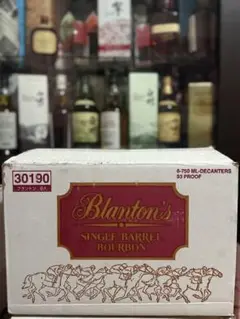 30190
6-750 ML-DECANTERS
93 PROOF
Blanton's
SINGLE BARREL
BOURBON